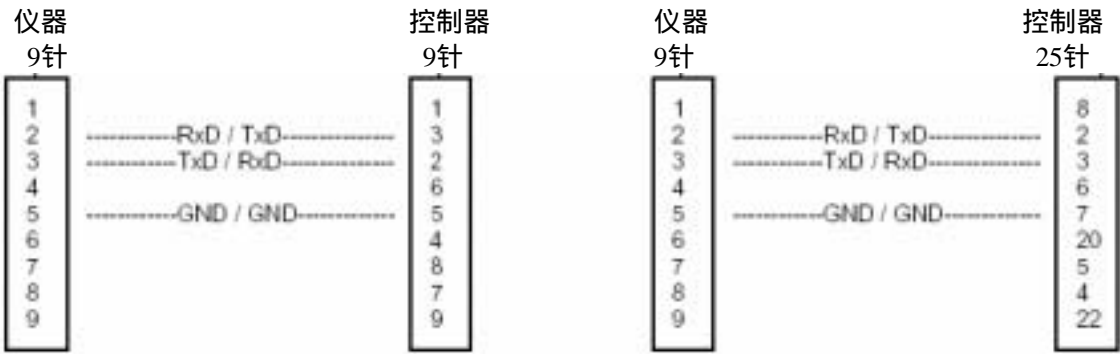 仪器 控制器 仪器 控制器
9针 9针 9针 25针
1 1 1 8
2 RxD / TxD 3 2 RxD / TxD 2
3 TxD / RxD 2 3 TxD / RxD 3
4 6 4 6
5 GND / GND 5 5 GND / GND 7
6 4 6 20
7 8 7 5
8 7 8 4
9 9 9 22